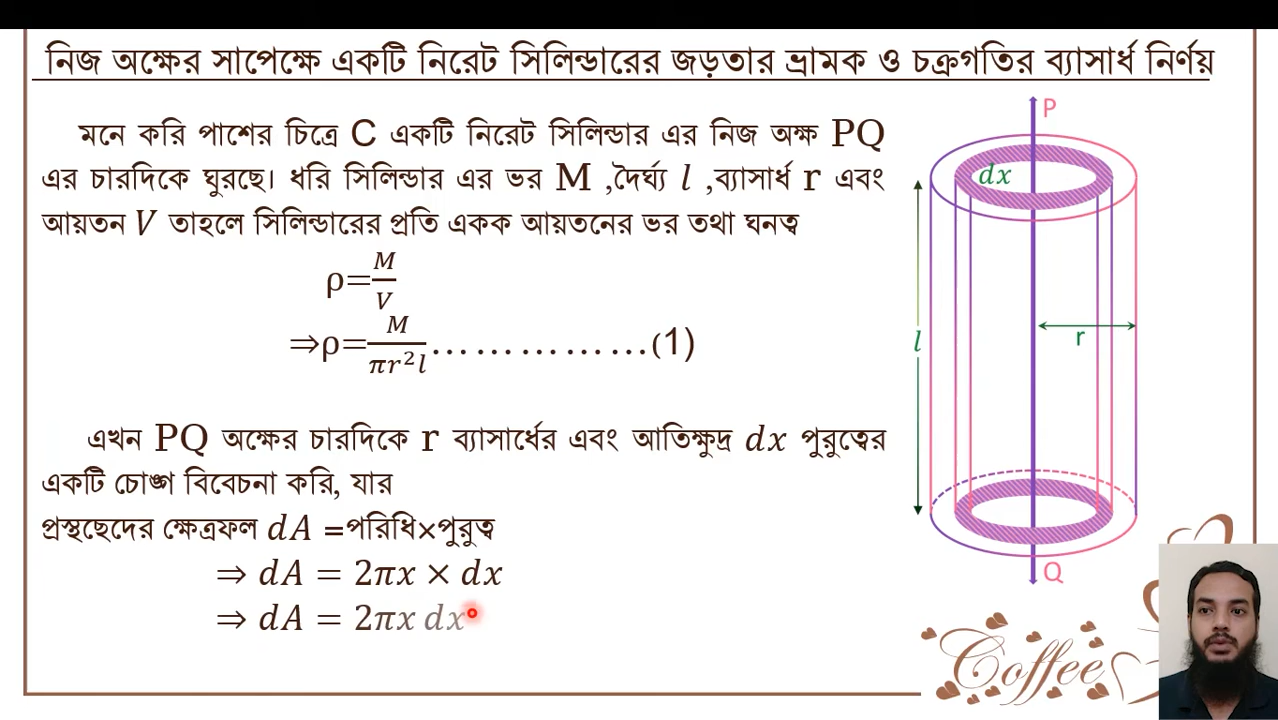 নিজ অক্ষের সাপেক্ষে একটি নিরেট সিলিন্ডারের জড়তার ভ্রামক ও চক্রগতির ব্যাসার্ধ নির্ণয়
মনে করি পাশের চিত্রে C একটি নিরেট সিলিন্ডার এর নিজ অক্ষ PQ
এর চারদিকে ঘুরছে। ধরি সিলিন্ডার এর ভর M ,দৈর্ঘ্য l ,ব্যাসার্ধ r এবং
আয়তন V তাহলে সিলিন্ডারের প্রতি একক আয়তনের ভর তথা ঘনত্ব
ρ=M/V
⇒ρ=M/πr²l ……………(1)
এখন PQ অক্ষের চারদিকে r ব্যাসার্ধের এবং আতিক্ষুদ্র dx পুরুত্বের
একটি চোঙ্গ বিবেচনা করি, যার
প্রস্থছেদের ক্ষেত্রফল dA =পরিধি×পুরুত্ব
⇒ dA = 2πx × dx
⇒ dA = 2πx dx
P
dx
l
r
Q
Coffee